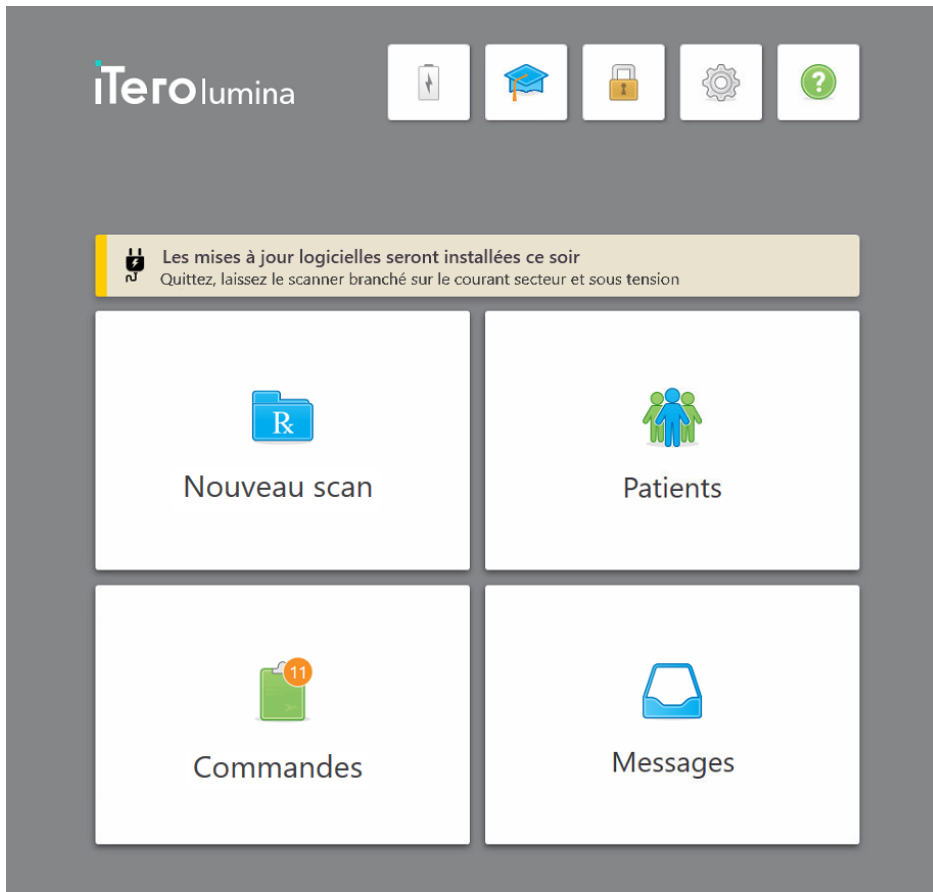 iTero lumina
?
Les mises à jour logicielles seront installées ce soir
Quittez, laissez le scanner branché sur le courant secteur et sous tension
Rx
Nouveau scan
Patients
11
Commandes
Messages